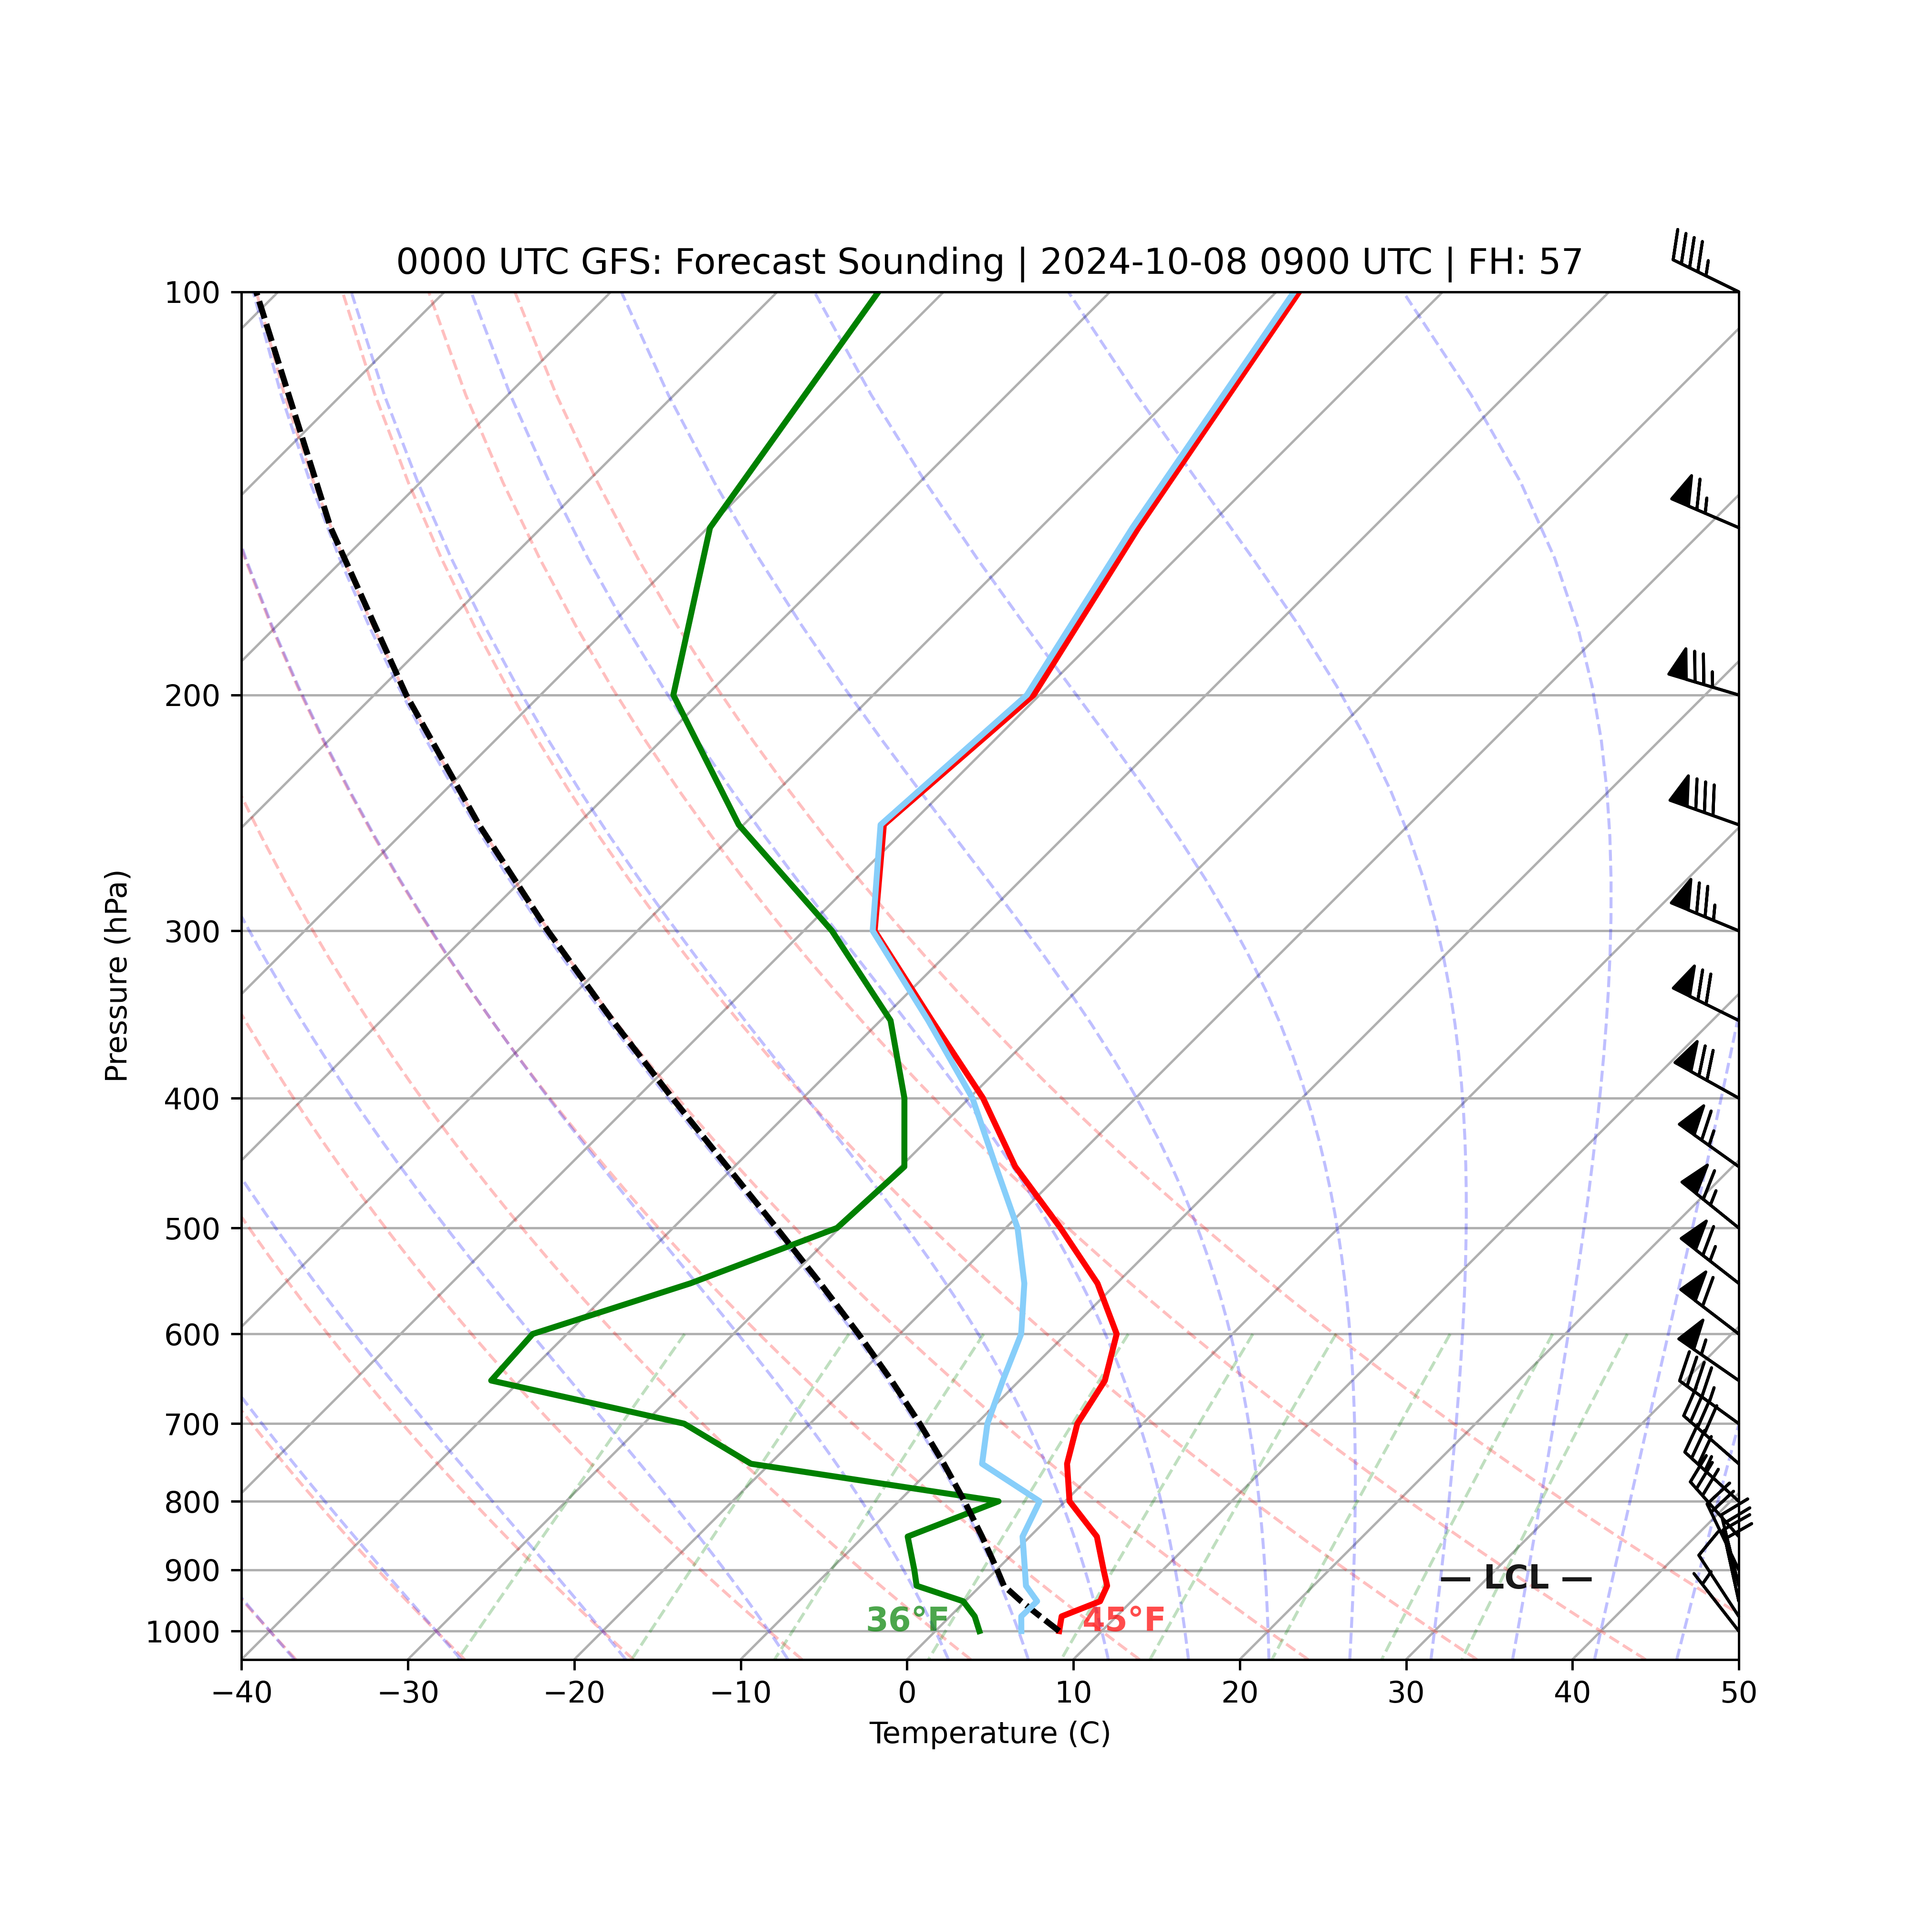 0000 UTC GFS: Forecast Sounding | 2024-10-08 0900 UTC | FH: 57
100
200
300
400
500
600
700
800
900
1000
Pressure (hPa)
— LCL —
36°F
45°F
−40 −30 −20 −10 0 10 20 30 40 50
Temperature (C)